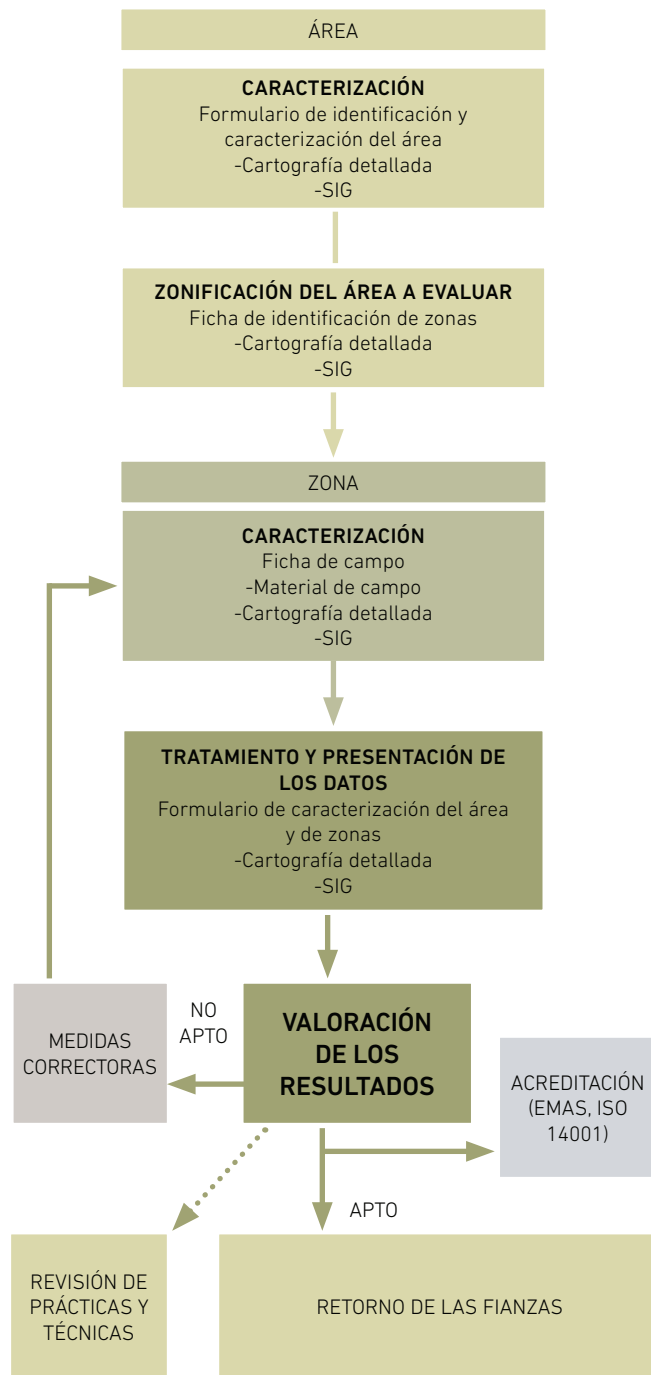 ÁREA
CARACTERIZACIÓN
Formulario de identificación y
caracterización del área
-Cartografía detallada
-SIG
ZONIFICACIÓN DEL ÁREA A EVALUAR
Ficha de identificación de zonas
-Cartografía detallada
-SIG
ZONA
CARACTERIZACIÓN
Ficha de campo
-Material de campo
-Cartografía detallada
-SIG
TRATAMIENTO Y PRESENTACIÓN DE
LOS DATOS
Formulario de caracterización del área
y de zonas
-Cartografía detallada
-SIG
MEDIDAS
CORRECTORAS
NO
APTO
VALORACIÓN
DE LOS
RESULTADOS
ACREDITACIÓN
(EMAS, ISO
14001)
APTO
REVISIÓN DE
PRÁCTICAS Y
TÉCNICAS
RETORNO DE LAS FIANZAS